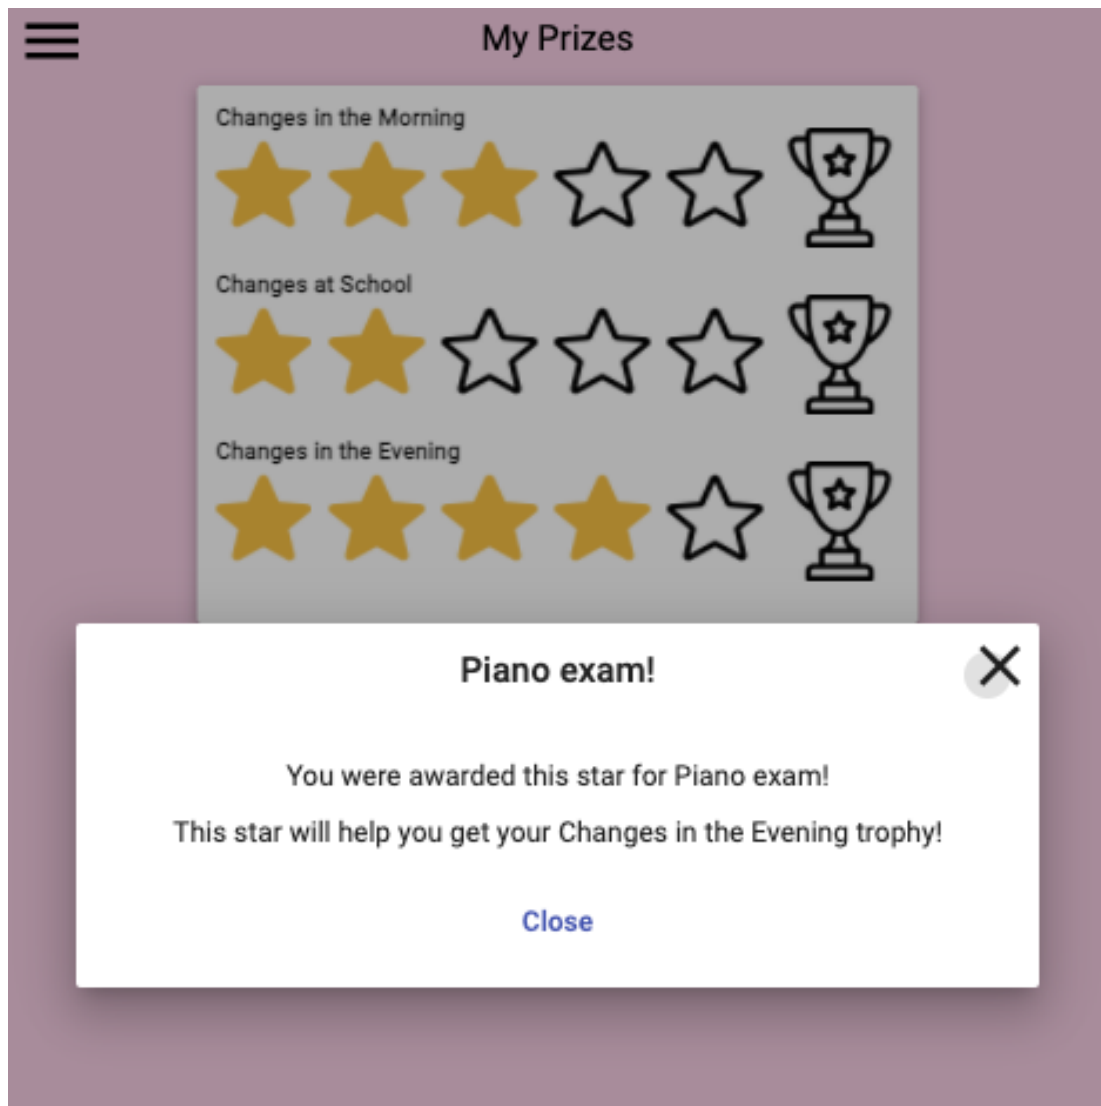 My Prizes
Changes in the Morning
Changes at School
Changes in the Evening
Piano exam!
You were awarded this star for Piano exam!
This star will help you get your Changes in the Evening trophy!
Close